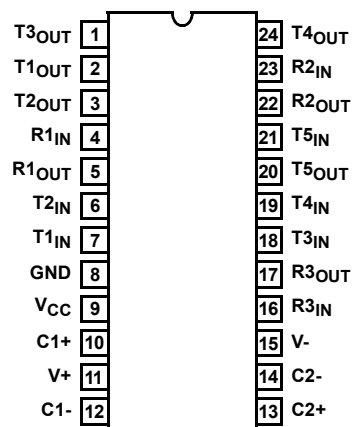 T3OUT 1 24 T4OUT
T1OUT 2 23 R2IN
T2OUT 3 22 R2OUT
R1IN 4 21 T5IN
R1OUT 5 20 T5OUT
T2IN 6 19 T4IN
T1IN 7 18 T3IN
GND 8 17 R3OUT
VCC 9 16 R3IN
C1+ 10 15 V-
V+ 11 14 C2-
C1- 12 13 C2+